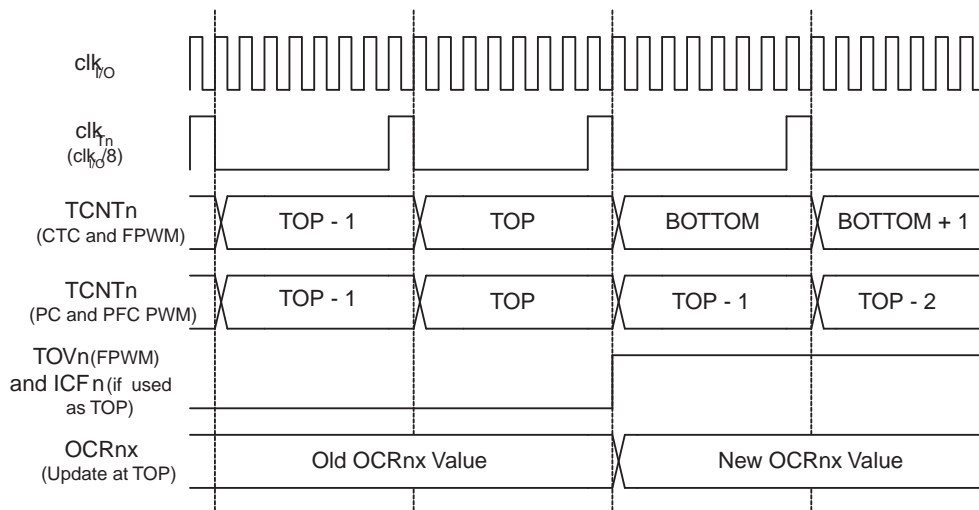 clkI/O
clkTn
(clkI/O/8)
TCNTn
(CTC and FPWM)
TOP - 1
TOP
BOTTOM
BOTTOM + 1
TCNTn
(PC and PFC PWM)
TOP - 1
TOP
TOP - 1
TOP - 2
TOVn (FPWM)
and ICFn (if used
as TOP)
OCRnx
(Update at TOP)
Old OCRnx Value
New OCRnx Value